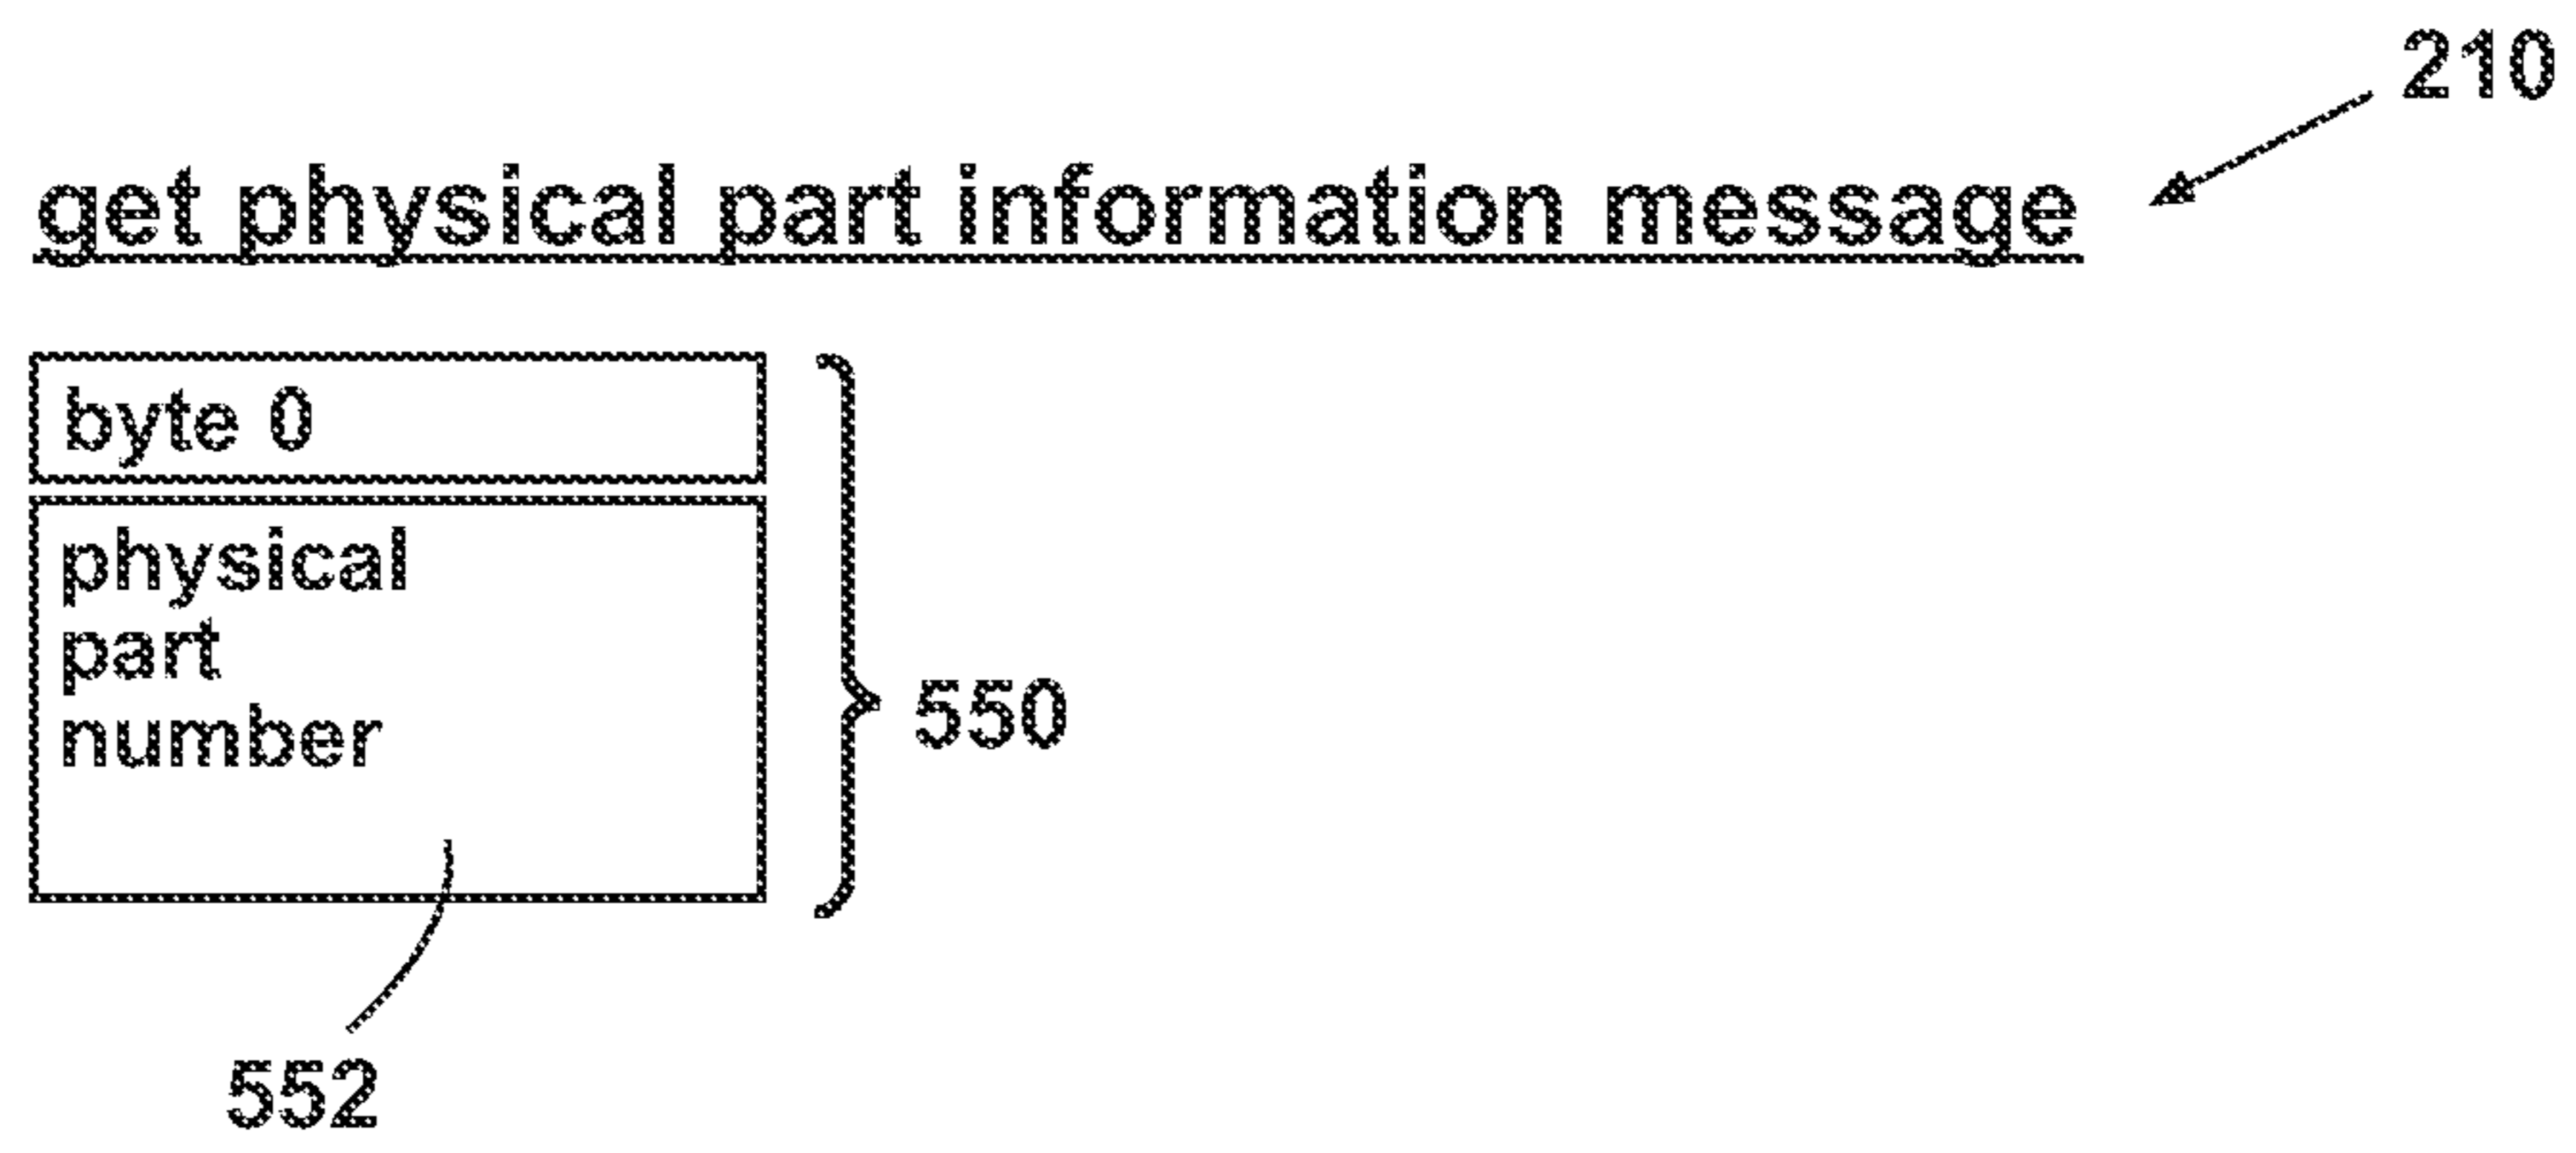 210
get physical part information message
byte 0
physical
part
number
550
552